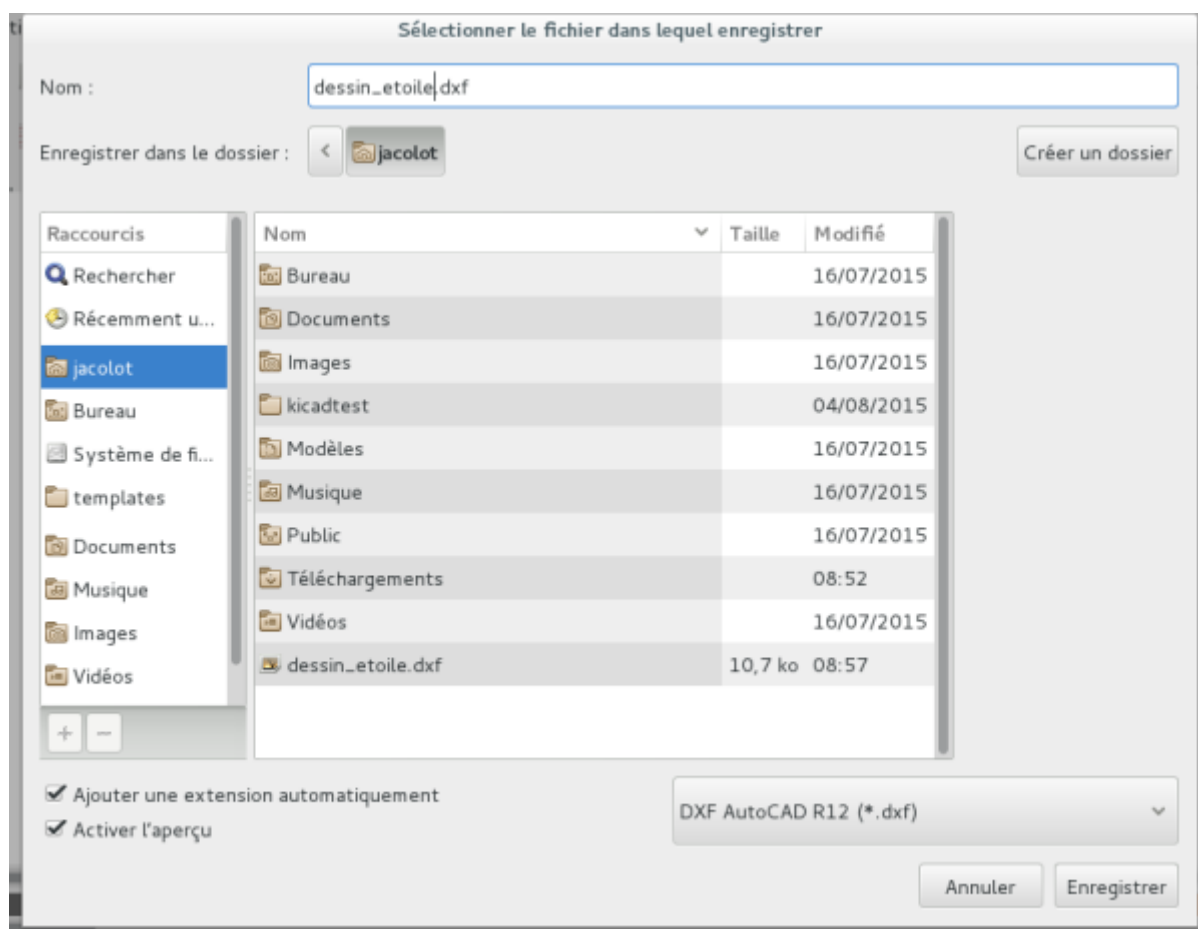 Sélectionner le fichier dans lequel enregistrer
Nom : dessin_etoile.dxf
Enregistrer dans le dossier : < jacolot Créer un dossier
Raccourcis
Rechercher
Récemment u...
jacolot
Bureau
Système de fi...
templates
Documents
Musique
Images
Vidéos
+ −
Nom Taille Modifié
Bureau 16/07/2015
Documents 16/07/2015
Images 16/07/2015
kicadtest 04/08/2015
Modèles 16/07/2015
Musique 16/07/2015
Public 16/07/2015
Téléchargements 08:52
Vidéos 16/07/2015
dessin_etoile.dxf 10,7 ko 08:57
Ajouter une extension automatiquement
Activer l'aperçu
DXF AutoCAD R12 (*.dxf)
Annuler Enregistrer